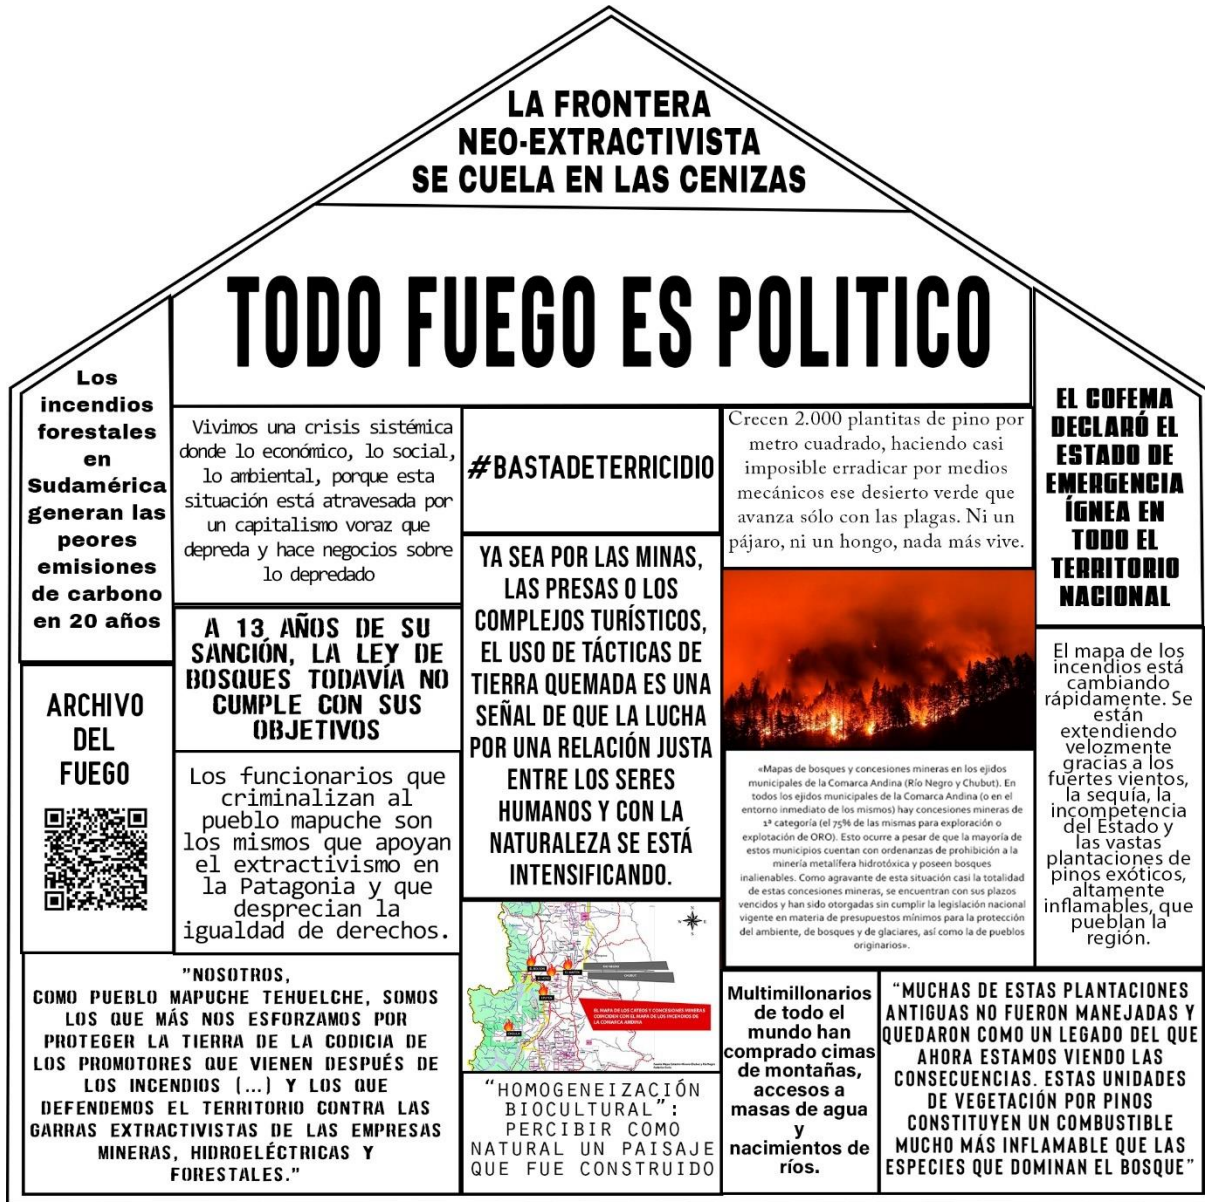 LA FRONTERA
NEO-EXTRACTIVISTA
SE CUELA EN LAS CENIZAS
TODO FUEGO ES POLITICO
Los
incendios
forestales
en
Sudamérica
generan las
peores
emisiones
de carbono
en 20 años
Vivimos una crisis sistémica
donde lo económico, lo social,
lo ambiental, porque esta
situación está atravesada por
un capitalismo voraz que
depreda y hace negocios sobre
lo depredado
#BASTADETERRICIDIO
Crecen 2.000 plantitas de pino por
metro cuadrado, haciendo casi
imposible erradicar por medios
mecánicos ese desierto verde que
avanza sólo con las plagas. Ni un
pájaro, ni un hongo, nada más vive.
EL COFEMA
DECLARÓ EL
ESTADO DE
EMERGENCIA
ÍGNEA EN
TODO EL
TERRITORIO
NACIONAL
A 13 AÑOS DE SU
SANCIÓN, LA LEY DE
BOSQUES TODAVÍA NO
CUMPLE CON SUS
OBJETIVOS
YA SEA POR LAS MINAS,
LAS PRESAS O LOS
COMPLEJOS TURÍSTICOS,
EL USO DE TÁCTICAS DE
TIERRA QUEMADA ES UNA
SEÑAL DE QUE LA LUCHA
POR UNA RELACIÓN JUSTA
ENTRE LOS SERES
HUMANOS Y CON LA
NATURALEZA SE ESTÁ
INTENSIFICANDO.
El mapa de los
incendios está
cambiando
rápidamente. Se
están
extendiendo
velozmente
gracias a los
fuertes vientos,
la sequía, la
incompetencia
del Estado y
las vastas
plantaciones de
pinos exóticos,
altamente
inflamables, que
pueblan la
región.
ARCHIVO
DEL
FUEGO
Los funcionarios que
criminalizan al
pueblo mapuche son
los mismos que apoyan
el extractivismo en
la Patagonia y que
desprecian la
igualdad de derechos.
«Mapas de bosques y concesiones mineras en los ejidos
municipales de la Comarca Andina (Río Negro y Chubut). En
todos los ejidos municipales de la Comarca Andina (o en el
entorno inmediato de los mismos) hay concesiones mineras de
1ª categoría (el 75% de las mismas para exploración o
explotación de ORO). Esto ocurre a pesar de que la mayoría de
estos municipios cuentan con ordenanzas de prohibición a la
minería metalífera hidrotóxica y poseen bosques
inalienables. Como agravante de esta situación casi la totalidad
de estas concesiones mineras, se encuentran con sus plazos
vencidos y han sido otorgadas sin cumplir la legislación nacional
vigente en materia de presupuestos mínimos para la protección
del ambiente, de bosques y de glaciares, así como la de pueblos
originarios».
EL MAPA DE LOS CATEOS Y CONCESIONES MINERAS
COINCIDEN CON EL MAPA DE LOS INCENDIOS DE
LA COMARCA ANDINA
"NOSOTROS,
COMO PUEBLO MAPUCHE TEHUELCHE, SOMOS
LOS QUE MÁS NOS ESFORZAMOS POR
PROTEGER LA TIERRA DE LA CODICIA DE
LOS PROMOTORES QUE VIENEN DESPUÉS DE
LOS INCENDIOS (...) Y LOS QUE
DEFENDEMOS EL TERRITORIO CONTRA LAS
GARRAS EXTRACTIVISTAS DE LAS EMPRESAS
MINERAS, HIDROELÉCTRICAS Y
FORESTALES."
“HOMOGENEIZACIÓN
BIOCULTURAL”:
PERCIBIR COMO
NATURAL UN PAISAJE
QUE FUE CONSTRUIDO
Multimillonarios
de todo el
mundo han
comprado cimas
de montañas,
accesos a
masas de agua
y
nacimientos de
ríos.
“MUCHAS DE ESTAS PLANTACIONES
ANTIGUAS NO FUERON MANEJADAS Y
QUEDARON COMO UN LEGADO DEL QUE
AHORA ESTAMOS VIENDO LAS
CONSECUENCIAS. ESTAS UNIDADES
DE VEGETACIÓN POR PINOS
CONSTITUYEN UN COMBUSTIBLE
MUCHO MÁS INFLAMABLE QUE LAS
ESPECIES QUE DOMINAN EL BOSQUE”